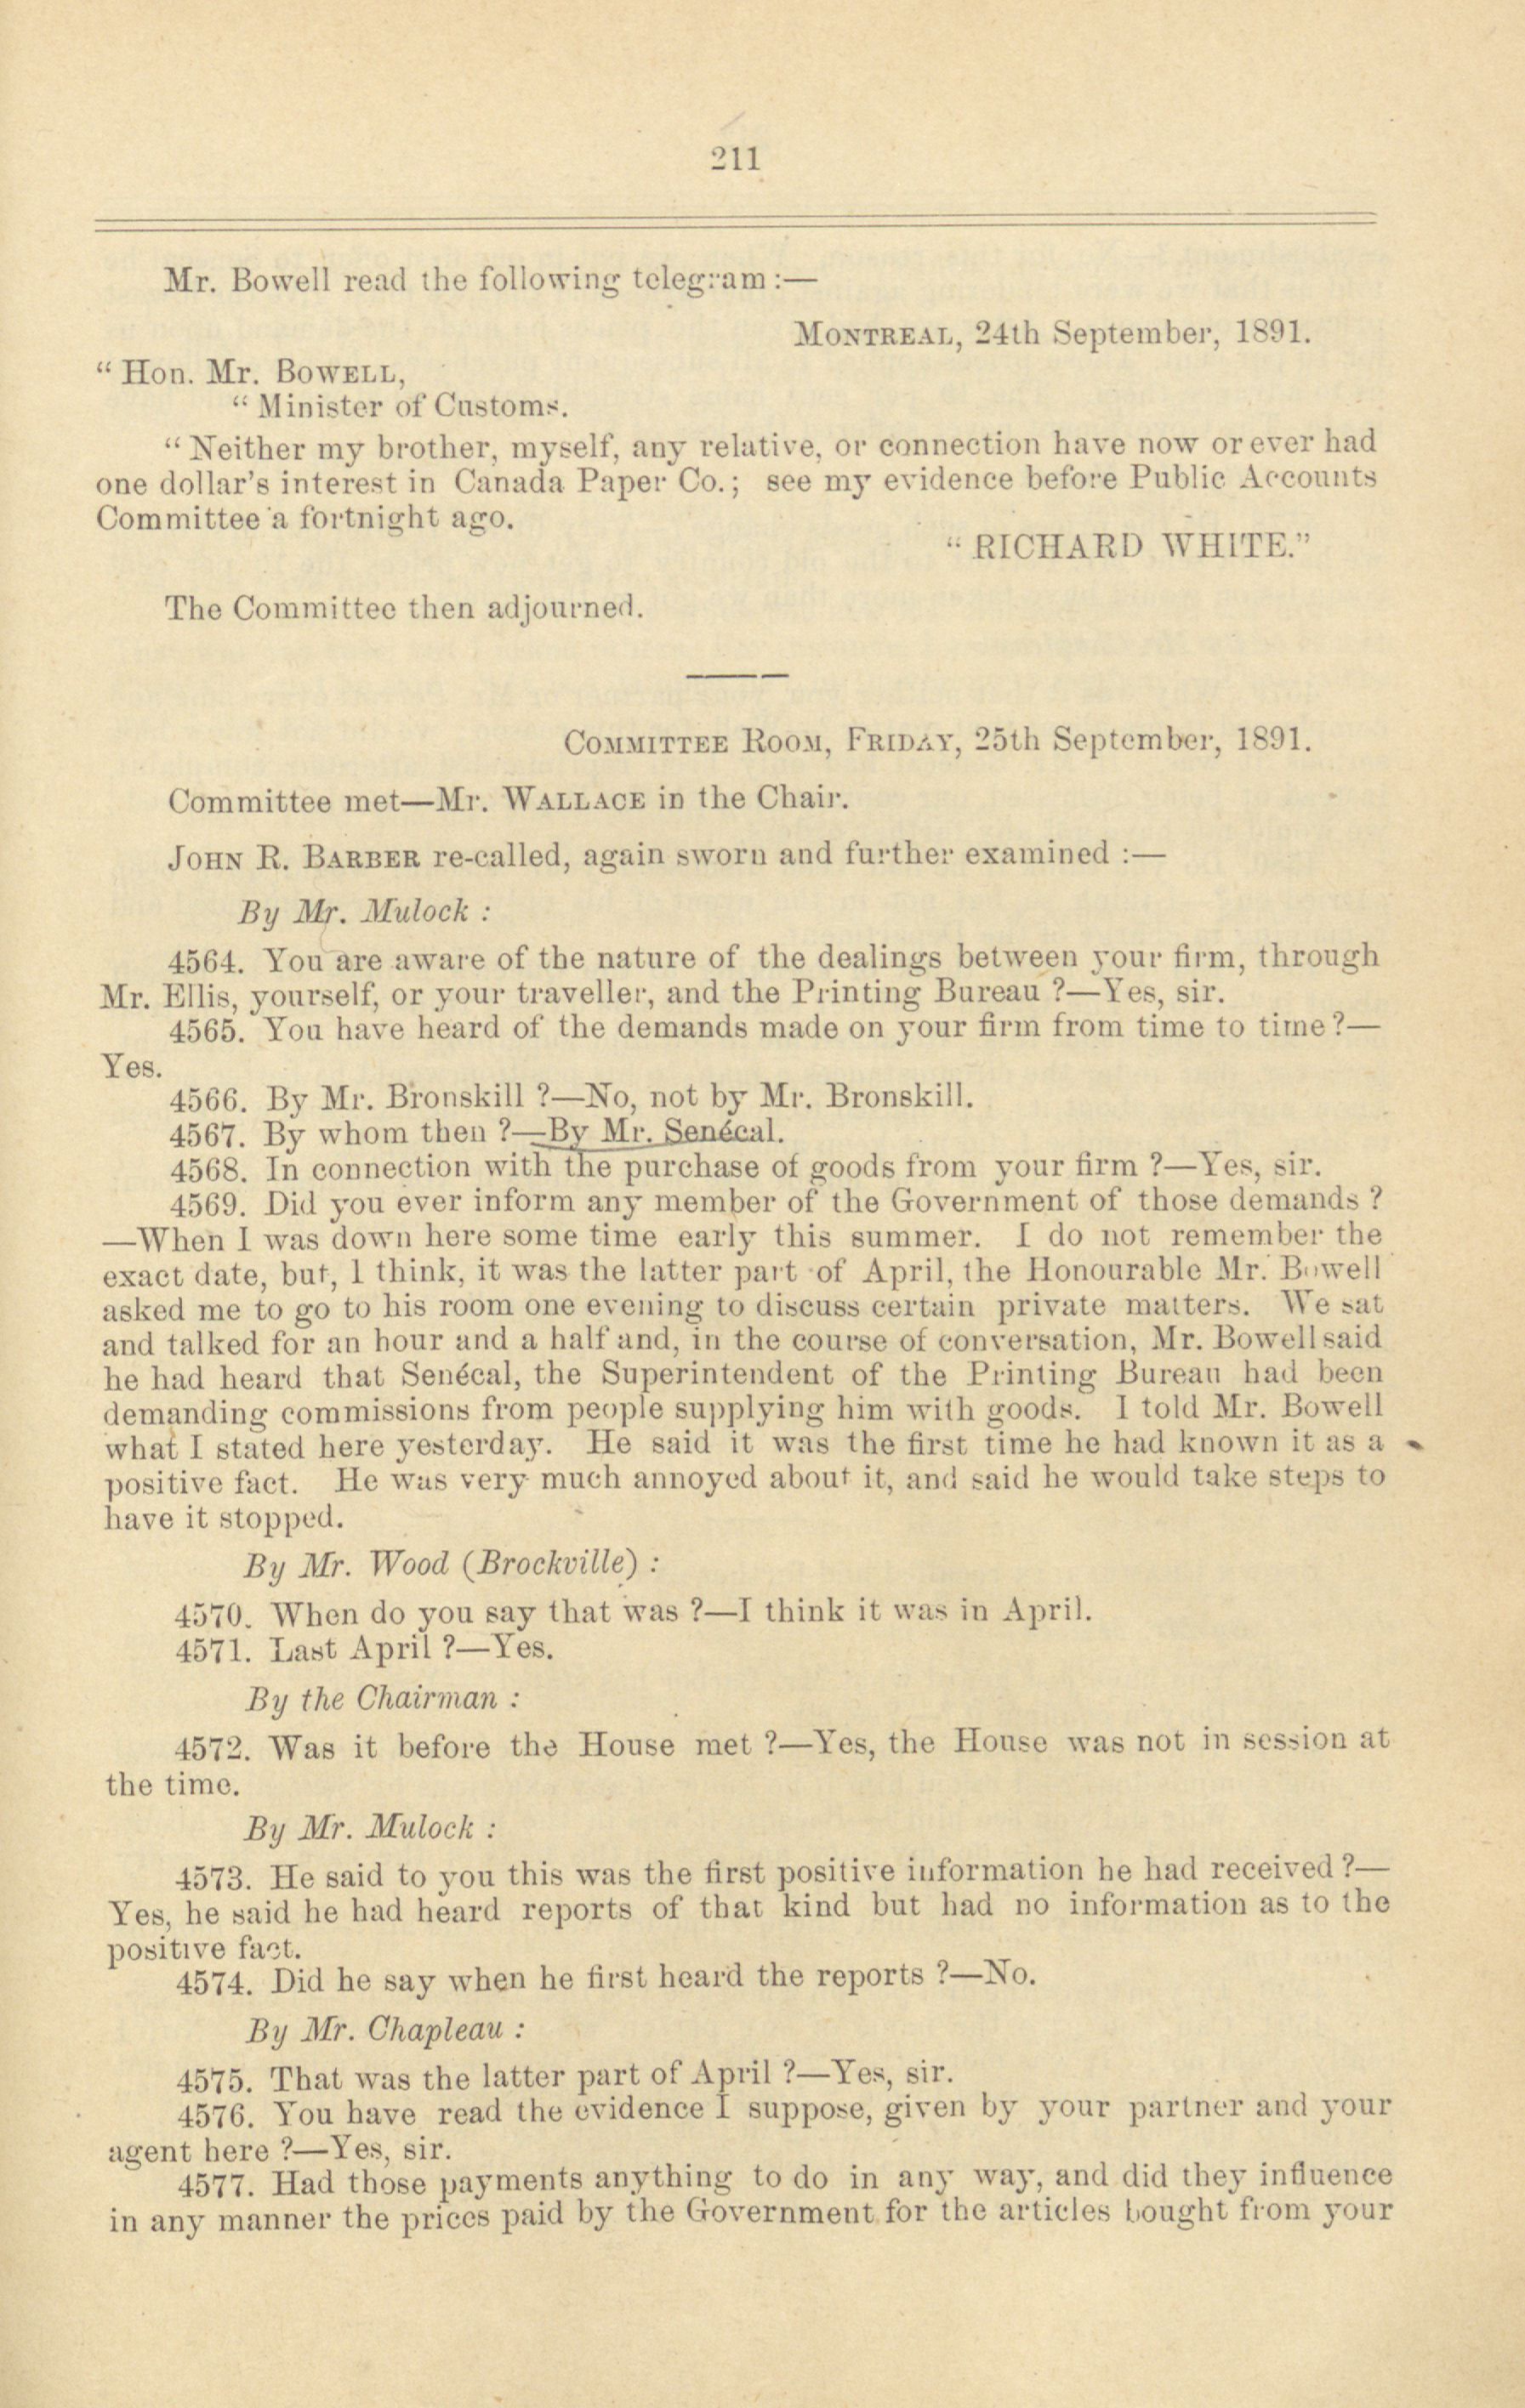 211
Mr. Bowell read the following telegram :—
MONTREAL, 24th September, 1891.
“ Hon. Mr. BOWELL,
“ Minister of Customs.
“ Neither my brother, myself, any relative, or connection have now or ever had
one dollar's interest in Canada Paper Co.; see my evidence before Public Accounts
Committee a fortnight ago.
“ RICHARD WHITE.”
The Committee then adjourned.
COMMITTEE ROOM, FRIDAY, 25th September, 1891.
Committee met—Mr. WALLACE in the Chair.
JOHN R. BARBER re-called, again sworn and further examined :—
By Mr. Mulock :
4564. You are aware of the nature of the dealings between your firm, through
Mr. Ellis, yourself, or your traveller, and the Printing Bureau ?—Yes, sir.
4565. You have heard of the demands made on your firm from time to time ?—
Yes.
4566. By Mr. Bronskill ?—No, not by Mr. Bronskill.
4567. By whom then ?—By Mr. Senécal.
4568. In connection with the purchase of goods from your firm ?—Yes, sir.
4569. Did you ever inform any member of the Government of those demands ?
—When I was down here some time early this summer. I do not remember the
exact date, but, I think, it was the latter part of April, the Honourable Mr. Bowell
asked me to go to his room one evening to discuss certain private matters. We sat
and talked for an hour and a half and, in the course of conversation, Mr. Bowell said
he had heard that Senécal, the Superintendent of the Printing Bureau had been
demanding commissions from people supplying him with goods. I told Mr. Bowell
what I stated here yesterday. He said it was the first time he had known it as a
positive fact. He was very much annoyed about it, and said he would take steps to
have it stopped.
By Mr. Wood (Brockville) :
4570. When do you say that was ?—I think it was in April.
4571. Last April ?—Yes.
By the Chairman :
4572. Was it before the House met ?—Yes, the House was not in session at
the time.
By Mr. Mulock :
4573. He said to you this was the first positive information he had received ?—
Yes, he said he had heard reports of that kind but had no information as to the
positive fact.
4574. Did he say when he first heard the reports ?—No.
By Mr. Chapleau :
4575. That was the latter part of April ?—Yes, sir.
4576. You have read the evidence I suppose, given by your partner and your
agent here ?—Yes, sir.
4577. Had those payments anything to do in any way, and did they influence
in any manner the prices paid by the Government for the articles bought from your